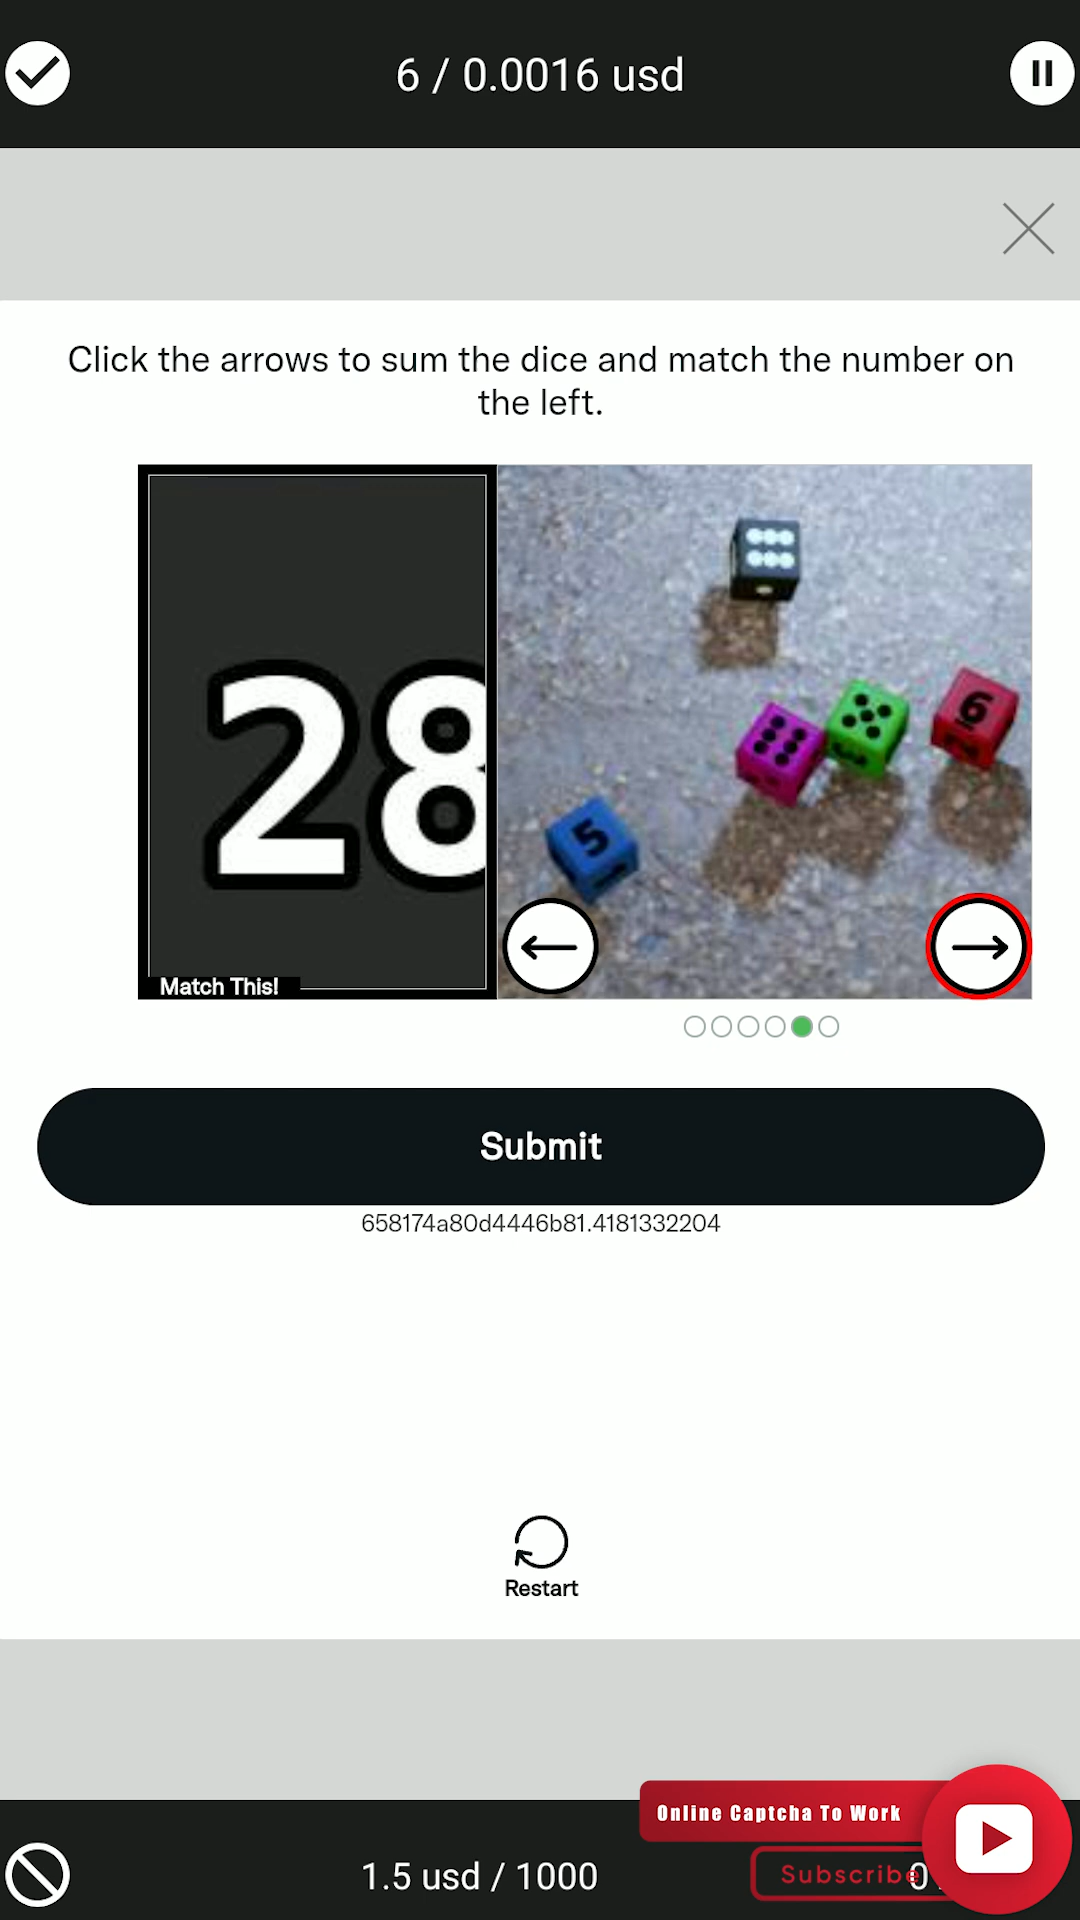 6 / 0.0016 usd
Click the arrows to sum the dice and match the number on
the left.
28
6
5
Match This!
Submit
658174a80d4446b81.4181332204
Restart
Online Captcha To Work
1.5 usd / 1000
Subscribe
0